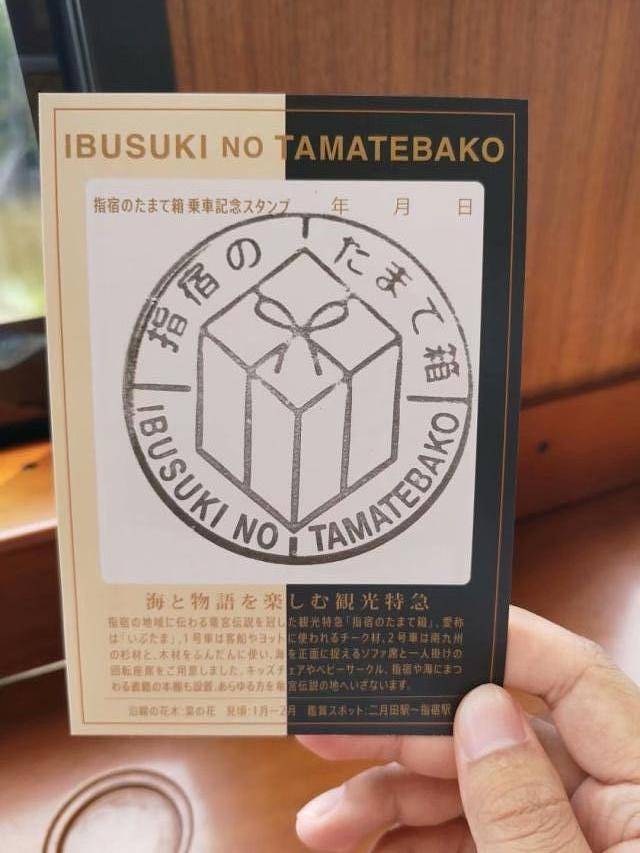 IBUSUKI NO TAMATEBAKO
指宿のたまて箱 乗車記念スタンプ 年 月 日
指宿の たまて箱
IBUSUKI NO TAMATEBAKO
海と物語を楽しむ観光特急
指宿の地域に伝わる竜宮伝説を冠した観光特急「指宿のたまて箱」、愛称
は「いぶたま」。1号車は客船やヨットに使われるチーク材、2号車は南九州
の杉材と、木材をふんだんに使い、海を正面に捉えるソファ席と一人掛けの
回転座席をご用意しました。キッズチェアやベビーサークル、指宿や海にまつ
わる書籍の本棚も設置。あらゆる方を竜宮伝説の地へいざないます。
沿線の花木:菜の花 見頃:1月〜2月 鑑賞スポット:二月田駅〜指宿駅